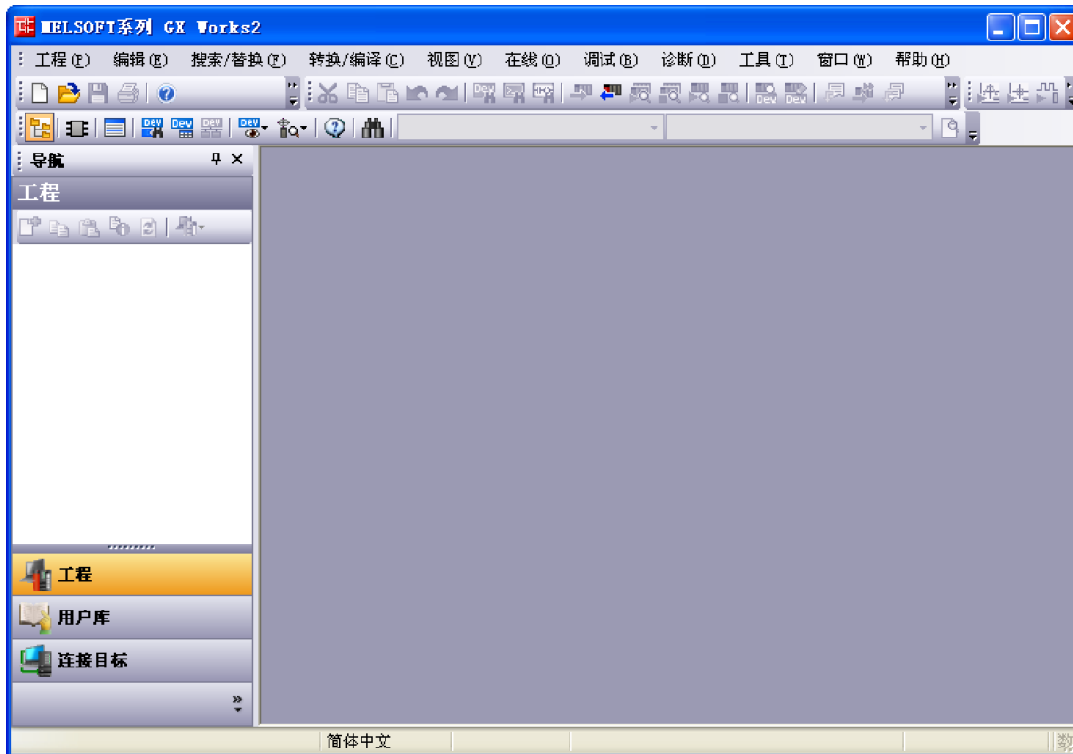 MELSOFT系列 GX Works2
工程(P) 编辑(E) 搜索/替换(F) 转换/编译(C) 视图(V) 在线(O) 调试(B) 诊断(D) 工具(T) 窗口(W) 帮助(H)
导航
工程
工程
用户库
连接目标
简体中文
数